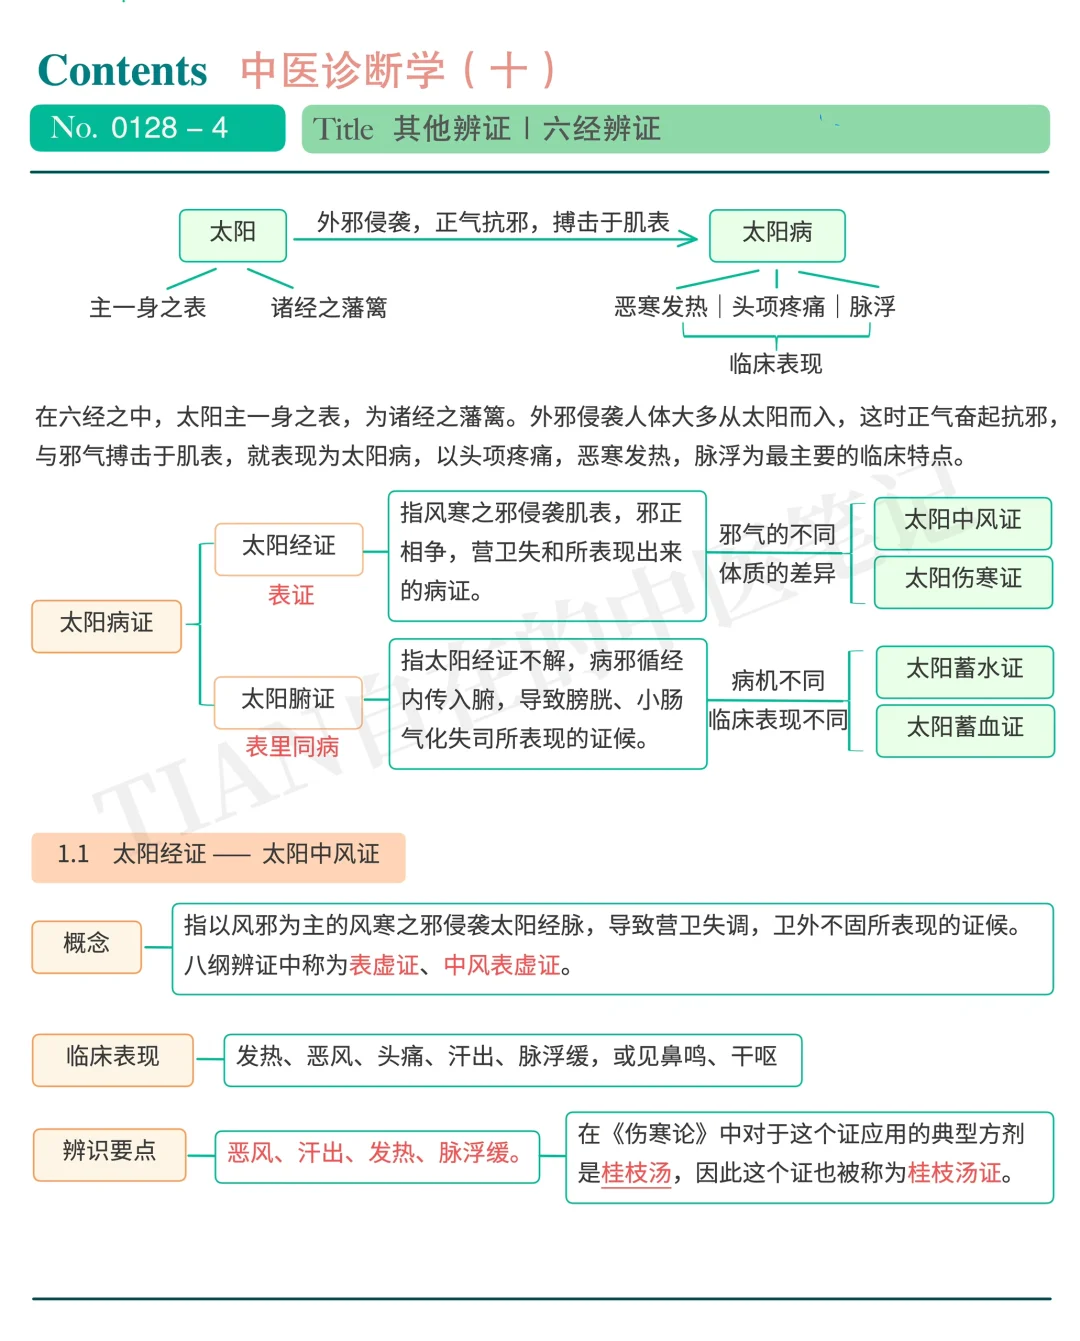 Contents 中医诊断学（十）
No. 0128 – 4
Title 其他辨证 | 六经辨证
太阳
外邪侵袭，正气抗邪，搏击于肌表
太阳病
主一身之表
诸经之藩篱
恶寒发热｜头项疼痛｜脉浮
临床表现
在六经之中，太阳主一身之表，为诸经之藩篱。外邪侵袭人体大多从太阳而入，这时正气奋起抗邪，
与邪气搏击于肌表，就表现为太阳病，以头项疼痛，恶寒发热，脉浮为最主要的临床特点。
太阳病证
太阳经证
表证
指风寒之邪侵袭肌表，邪正
相争，营卫失和所表现出来
的病证。
邪气的不同
体质的差异
太阳中风证
太阳伤寒证
太阳腑证
表里同病
指太阳经证不解，病邪循经
内传入腑，导致膀胱、小肠
气化失司所表现的证候。
病机不同
临床表现不同
太阳蓄水证
太阳蓄血证
TIAN自在的中医笔记
1.1 太阳经证 —— 太阳中风证
概念
指以风邪为主的风寒之邪侵袭太阳经脉，导致营卫失调，卫外不固所表现的证候。
八纲辨证中称为表虚证、中风表虚证。
临床表现
发热、恶风、头痛、汗出、脉浮缓，或见鼻鸣、干呕
辨识要点
恶风、汗出、发热、脉浮缓。
在《伤寒论》中对于这个证应用的典型方剂
是桂枝汤，因此这个证也被称为桂枝汤证。